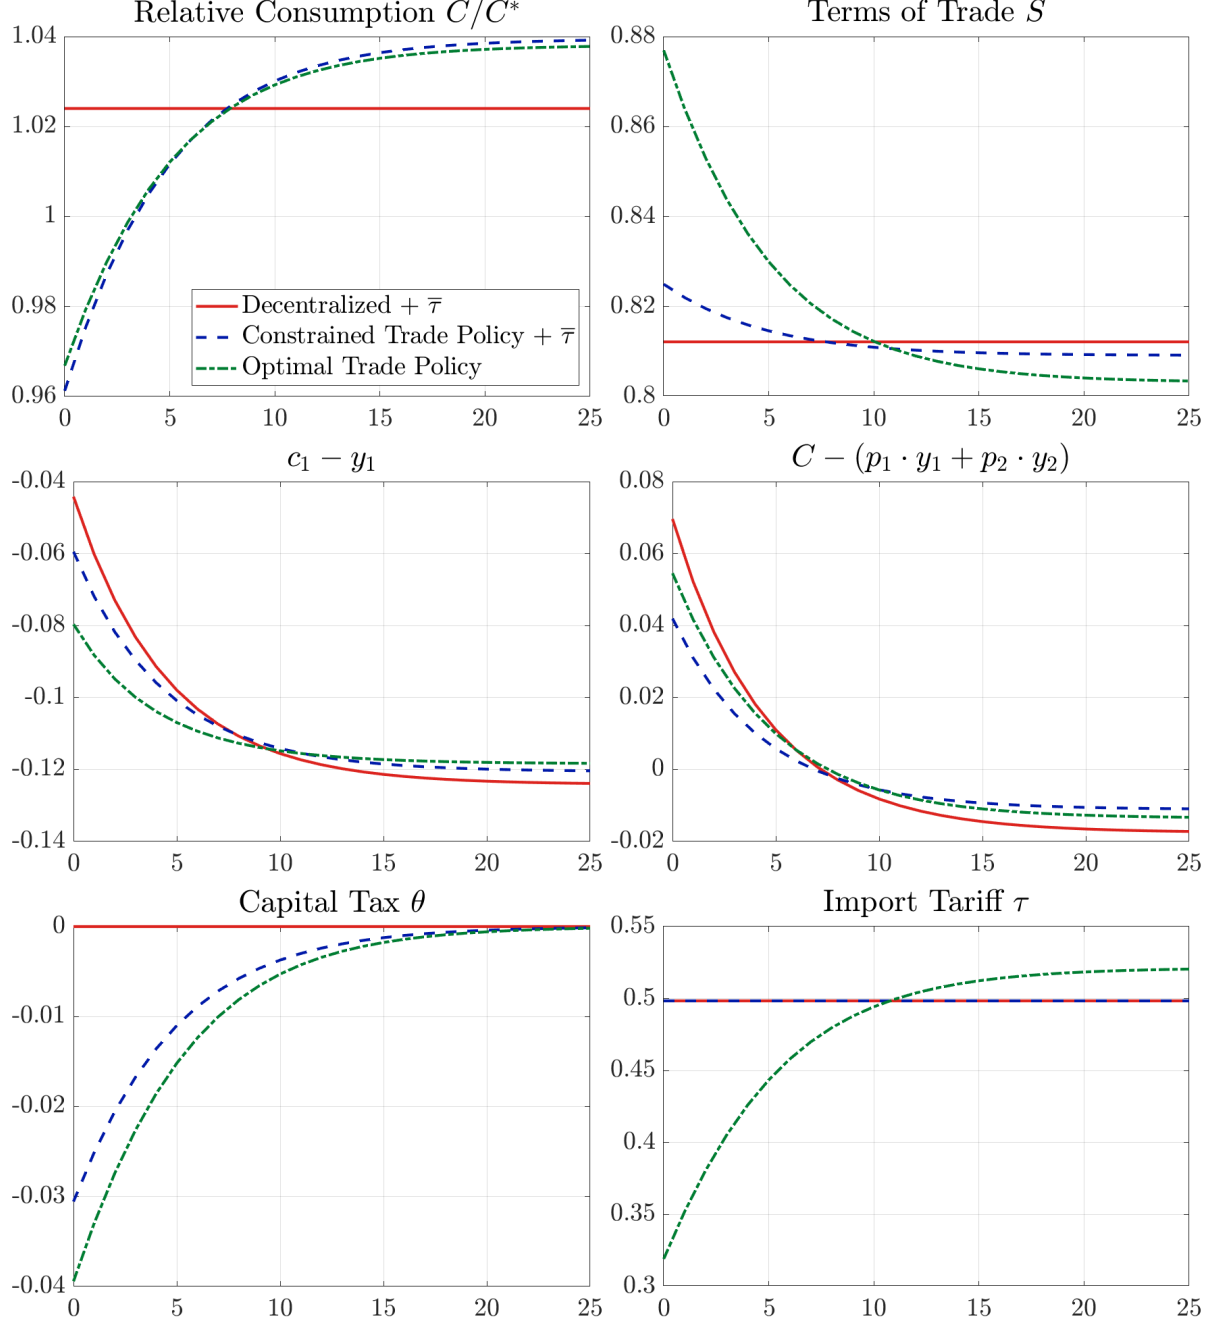 Relative Consumption C/C*
Terms of Trade S
1.04
1.02
1
0.98
0.96
0 5 10 15 20 25
Decentralized + τ̅
Constrained Trade Policy + τ̅
Optimal Trade Policy
0.88
0.86
0.84
0.82
0.8
0 5 10 15 20 25
c₁ − y₁
C − (p₁ · y₁ + p₂ · y₂)
-0.04
-0.06
-0.08
-0.1
-0.12
-0.14
0 5 10 15 20 25
0.08
0.06
0.04
0.02
0
-0.02
0 5 10 15 20 25
Capital Tax θ
Import Tariff τ
0
-0.01
-0.02
-0.03
-0.04
0 5 10 15 20 25
0.55
0.5
0.45
0.4
0.35
0.3
0 5 10 15 20 25